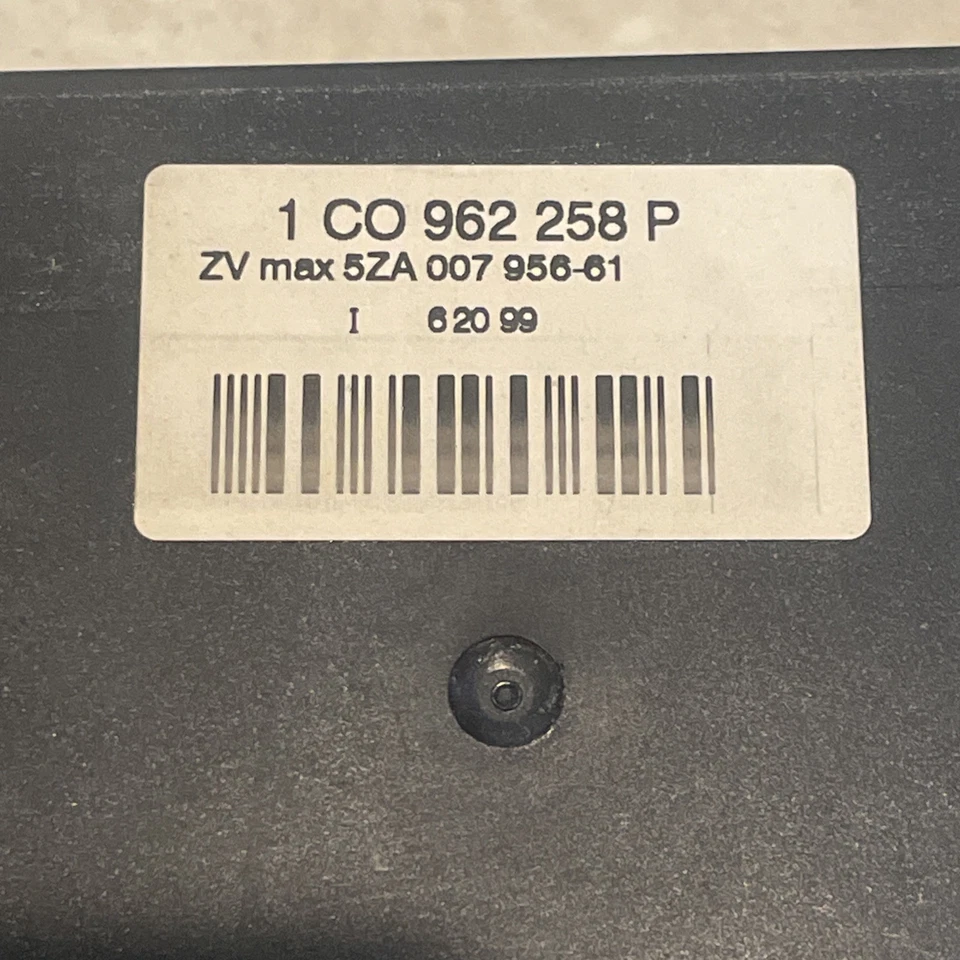 1 CO 962 258 P
ZV max 5ZA 007 956-61
I 6 20 99